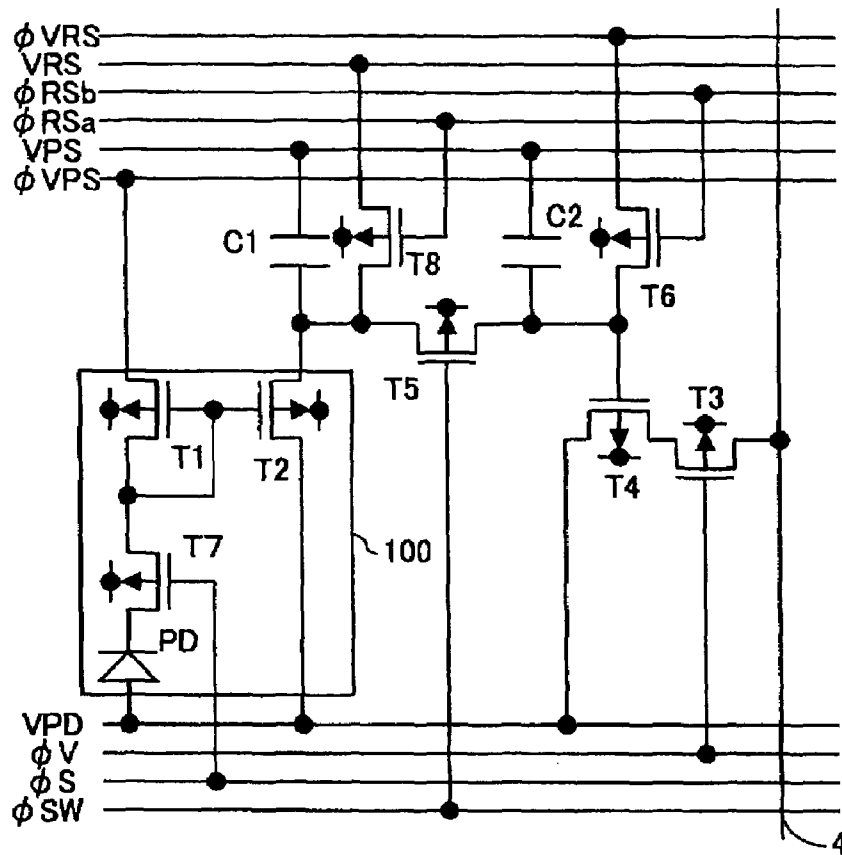 φVRS
VRS
φRSb
φRSa
VPS
φVPS
C1
T8
C2
T6
T5
T3
T1
T2
T4
T7
100
PD
VPD
φV
φS
φSW
4